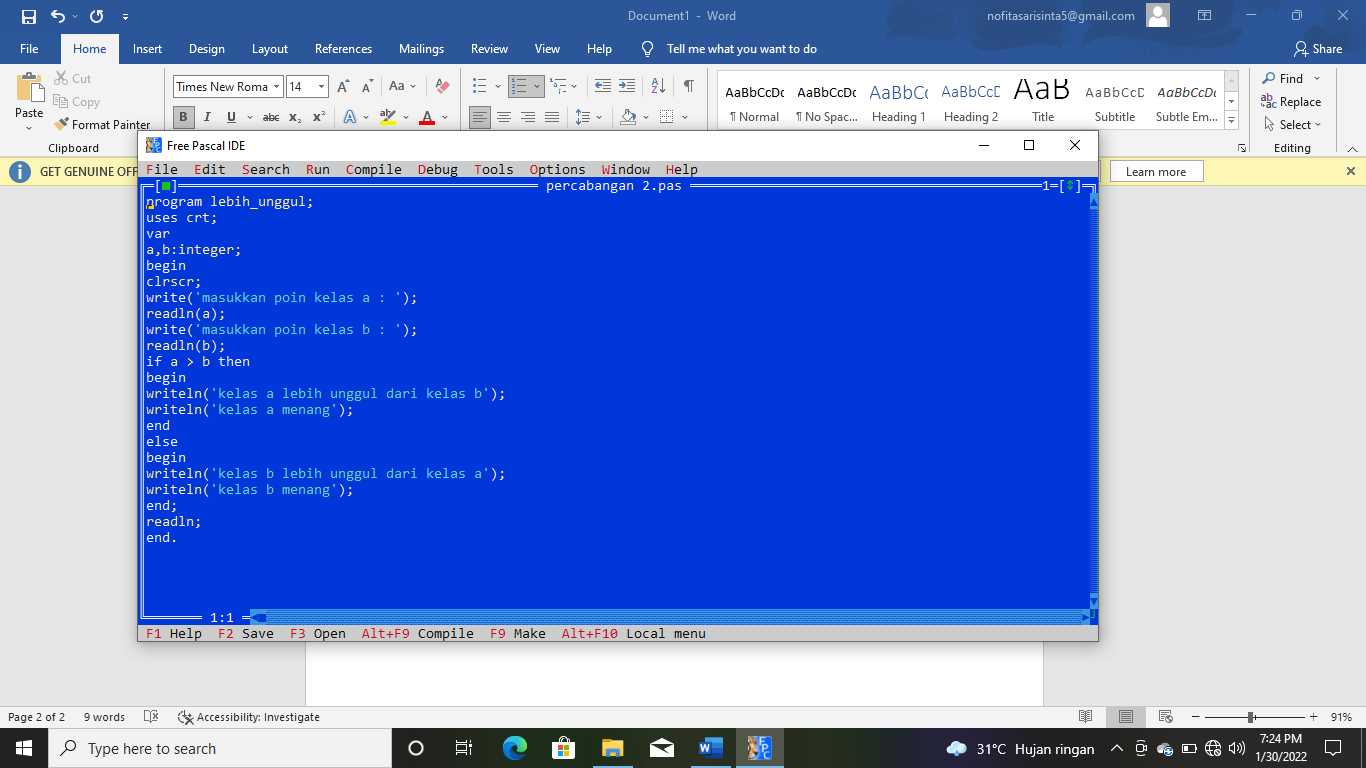 Document1 - Word
nofitasarisinta5@gmail.com
File Home Insert Design Layout References Mailings Review View Help Tell me what you want to do Share
Cut
Copy
Paste
Format Painter
Clipboard
Times New Roma 14
AaBbCcDc AaBbCcDc AaBbCc AaBbCcD AaB AaBbCcD AaBbCcDc
¶ Normal ¶ No Spac... Heading 1 Heading 2 Title Subtitle Subtle Em...
Find
Replace
Select
Editing
GET GENUINE OFF
Learn more
Free Pascal IDE
File Edit Search Run Compile Debug Tools Options Window Help
percabangan 2.pas 1
program lebih_unggul;
uses crt;
var
a,b:integer;
begin
clrscr;
write('masukkan poin kelas a : ');
readln(a);
write('masukkan poin kelas b : ');
readln(b);
if a > b then
begin
writeln('kelas a lebih unggul dari kelas b');
writeln('kelas a menang');
end
else
begin
writeln('kelas b lebih unggul dari kelas a');
writeln('kelas b menang');
end;
readln;
end.
1:1
F1 Help F2 Save F3 Open Alt+F9 Compile F9 Make Alt+F10 Local menu
Page 2 of 2 9 words Accessibility: Investigate 91%
Type here to search
31°C Hujan ringan
7:24 PM
1/30/2022